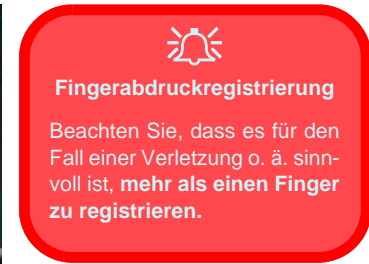 Fingerabdruckregistrierung
Beachten Sie, dass es für den
Fall einer Verletzung o. ä. sinn-
voll ist, mehr als einen Finger
zu registrieren.